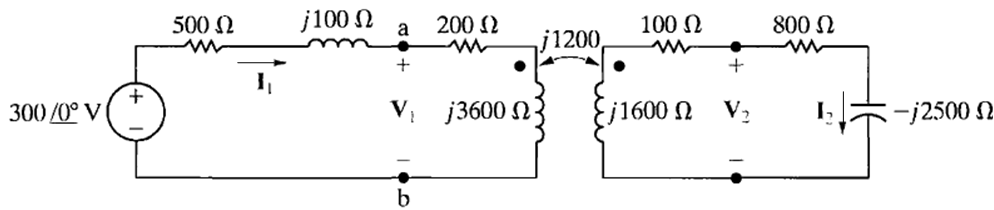 500 Ω
j100 Ω
a
200 Ω
j1200
100 Ω
800 Ω
+
+
I₁
300 /0° V
+
−
V₁
j3600 Ω
j1600 Ω
V₂
I₂
−j2500 Ω
−
−
b